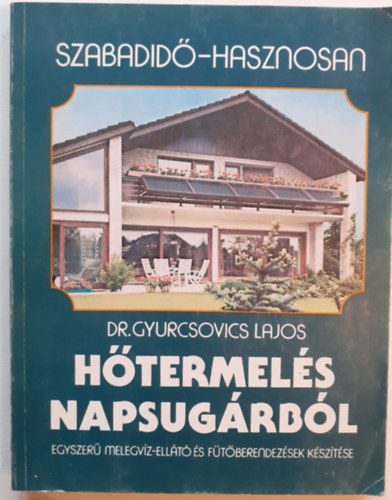 SZABADIDŐ-HASZNOSAN
DR. GYURCSOVICS LAJOS
HŐTERMELÉS
NAPSUGÁRBÓL
EGYSZERŰ MELEGVÍZ-ELLÁTÓ ÉS FŰTŐBERENDEZÉSEK KÉSZÍTÉSE